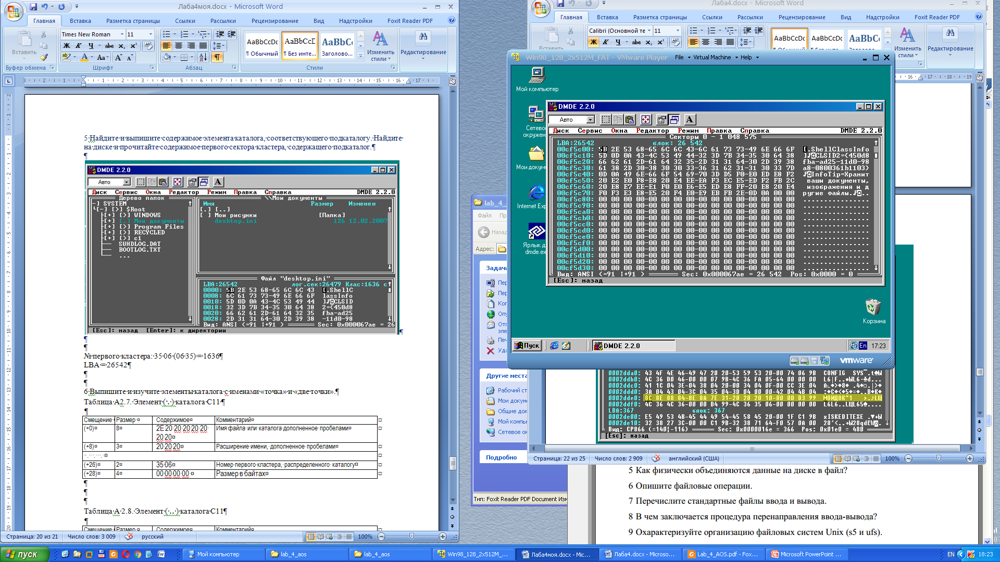 Лаба4моя.docx - Microsoft Word
Главная Вставка Разметка страницы Ссылки Рассылки Рецензирование Вид Надстройки Foxit Reader PDF
Times New Roman 11
Вставить
Буфер обмена Шрифт Абзац Стили
AaBbCcDc AaBbCcD AaBbC
¶ Обычный ¶ Без инте... Заголово...
Изменить стили
Редактирование
5 Найдите и выпишите содержимое элемента каталога, соответствующего подкаталогу. Найдите
на диске и прочитайте содержимое первого сектора кластера, содержащего подкаталог.¶
DMDE 2.2.0
Авто
Диск Сервис Окна Редактор Режим Правка Справка DMDE 2.2.0
Дерево папок
[-] SYSTEM
[-] [>] $Root
[+] [>] WINDOWS
[+] [.] Мои документы
[+] [>] Program Files
[+] [>] RECYCLED
[+] [>] c1
SUHDLOG.DAT
BOOTLOG.TXT
...
\\Мои документы
Имя Размер Изменен
[.] [..]
[ ] Мои рисунки [Папка]
desktop.ini 126 12.02.2007
Файл "desktop.ini"
LBA:26542 лог.сек:26479 Клас:1636 с
0000: 5B 2E 53 68-65 6C 6C 43 [.ShellC
0008: 6C 61 73 73-49 6E 66 6F lassInfo
0010: 5D 0D 0A 43-4C 53 49 44 ]♪◙CLSID
0018: 32 3D 7B 34-35 30 64 38 2={450d8
0020: 66 62 61 2D-61 64 32 35 fba-ad25
0028: 2D 31 31 64-30 2D 39 38 -11d0-98
Вид: ANSI (=91 ¦+91 ) Sec: 0x000067ae = 26
[Esc]: назад [Enter]: к директории
№ первого кластера: 35 06 (06 35) = 1636¶
LBA = 26542¶
6 Выпишите и изучите элементы каталога с именами «точка» и «две точки».¶
Таблица А2.7. Элемент ( . ) каталога C11¶
Смещение Размер Содержимое Комментарий
(+0) 8 2E 20 20 20 20 20 20 20 Имя файла или каталога дополненное пробелами
(+8) 3 20 20 20 Расширение имени, дополненное пробелами
(+26) 2 35 06 Номер первого кластера, распределенного каталогу
(+28) 4 00 00 00 00 Размер в байтах
Таблица А 2.8. Элемент ( .. ) каталога C11¶
Смещение Размер Содержимое Комментарий
Страница: 20 из 21 Число слов: 3 009 русский 100%
Лаба4.docx - Microsoft Word
Главная Вставка Разметка страницы Ссылки Рассылки Рецензирование Вид Надстройки Foxit Reader PDF
Calibri (Основной те 11
AaBbCcDc AaBbCcDc AaBbCc
Изменить стили
Редактирование
Win98_128_2x512M_FAT - VMware Player File Virtual Machine Help
Мой компьютер
Сетевое окружение
Мои документы
Internet Exp
Ярлык д
dmde.ex
Корзина
DMDE 2.2.0
Авто
Диск Сервис Окна Редактор Режим Правка Справка DMDE 2.2.0
Секторы 0 - 1 048 575
LBA:26542 блок: 26 542
00cf5c00: 5B 2E 53 68-65 6C 6C 43-6C 61 73 73-49 6E 66 6F [.ShellClassInfo
00cf5c10: 5D 0D 0A 43-4C 53 49 44-32 3D 7B 34-35 30 64 38 ]♪◙CLSID2={450d8
00cf5c20: 66 62 61 2D-61 64 32 35-2D 31 31 64-30 2D 39 38 fba-ad25-11d0-98
00cf5c30: 61 38 2D 30-38 30 30 33-36 31 62 31-31 30 33 7D a8-0800361b1103}
00cf5c40: 0D 0A 49 6E-66 6F 54 69-70 3D D5 F0-E0 ED E8 F2 ♪◙InfoTip=Хранит
00cf5c50: 20 E2 E0 F8-E8 20 E4 EE-EA F3 EC E5-ED F2 FB 2C ваши документы,
00cf5c60: 20 E8 E7 EE-E1 F0 E0 E6-E5 ED E8 FF-20 E8 20 E4 изображения и д
00cf5c70: F0 F3 E3 E8-E5 20 F4 E0-E9 EB FB 2E-0D 0A 00 00 ругие файлы.♪◙..
00cf5c80: 00 00 00 00-00 00 00 00-00 00 00 00-00 00 00 00 ................
00cf5c90: 00 00 00 00-00 00 00 00-00 00 00 00-00 00 00 00 ................
00cf5ca0: 00 00 00 00-00 00 00 00-00 00 00 00-00 00 00 00 ................
00cf5cb0: 00 00 00 00-00 00 00 00-00 00 00 00-00 00 00 00 ................
00cf5cc0: 00 00 00 00-00 00 00 00-00 00 00 00-00 00 00 00 ................
00cf5cd0: 00 00 00 00-00 00 00 00-00 00 00 00-00 00 00 00 ................
00cf5ce0: 00 00 00 00-00 00 00 00-00 00 00 00-00 00 00 00 ................
00cf5cf0: 00 00 00 00-00 00 00 00-00 00 00 00-00 00 00 00 ................
00cf5d00: 00 00 00 00-00 00 00 00-00 00 00 00-00 00 00 00 ................
00cf5d10: 00 00 00 00-00 00 00 00-00 00 00 00-00 00 00 00 ................
00cf5d20: 00 00 00 00-00 00 00 00-00 00 00 00-00 00 00 00 ................
00cf5d30: 00 00 00 00-00 00 00 00-00 00 00 00-00 00 00 00 ................
Вид: ANSI (=91 ¦+91 ) Sec: 0x000067ae = 26 542 Pos: 0x0000 = 0
[Esc]: назад
Пуск DMDE 2.2.0 En 17:23
vmware
lab_4
Файл
Назад
Адрес:
Задачи
Другие места
Рабочий ст
Мои докум
Общие док
Мой компь
Сетевое ок
Подробно
Тип: Foxit Reader PDF Document Изм
0002dda0: 43 4F 4E 46-49 47 20 20-53 59 53 20-00 74 06 9B CONFIG SYS
0002ddb0: 4C 36 D0 46-00 00 07 9B-4C 36 FA 05-64 00 00 00
0002ddc0: 41 1C 04 3E-04 38 04 20-00 34 04 0F-00 CC 3E 04
0002ddd0: 3A 04 43 04-3C 04 35 04-3D 04 00 00-42 04 4B 04
0002dde0: 8C 8E 88 84-8E 8A 7E 31-20 20 20 10-00 0D D3 99 МОИДОК~1
0002ddf0: 4C 36 4C 36-00 00 D4 99-4C 36 35 06-00 00 00 00
LBA:367 блок: 367
0002de00: E5 49 53 4B-45 44 49 54-45 58 45 20-00 1F C1 9B хISKEDITEXE
0002de10: 32 38 27 3C-00 00 C1 9B-32 38 71 64-F0 57 0A 00
Вид: CP866 (=140¦-116) Sec: 0x0000016e = 366 Pos: 0x01e0 = 480
[Esc]: назад
Страница: 22 из 25 Число слов: 2 909 английский (США) 100%
5 Как физически объединяются данные на диске в файл?
6 Опишите файловые операции.
7 Перечислите стандартные файлы ввода и вывода.
8 В чем заключается процедура перенаправления ввода-вывода?
9 Охарактеризуйте организацию файловых систем Unix (s5 и ufs).
пуск Мой компьютер lab_4_aos lab_4_aos Win98_128_2x512M_... Лаба4моя.docx - Mic... Лаба4.docx - Microso... Lab_4_AOS.pdf - Fox... Microsoft PowerPoint ... EN 18:23